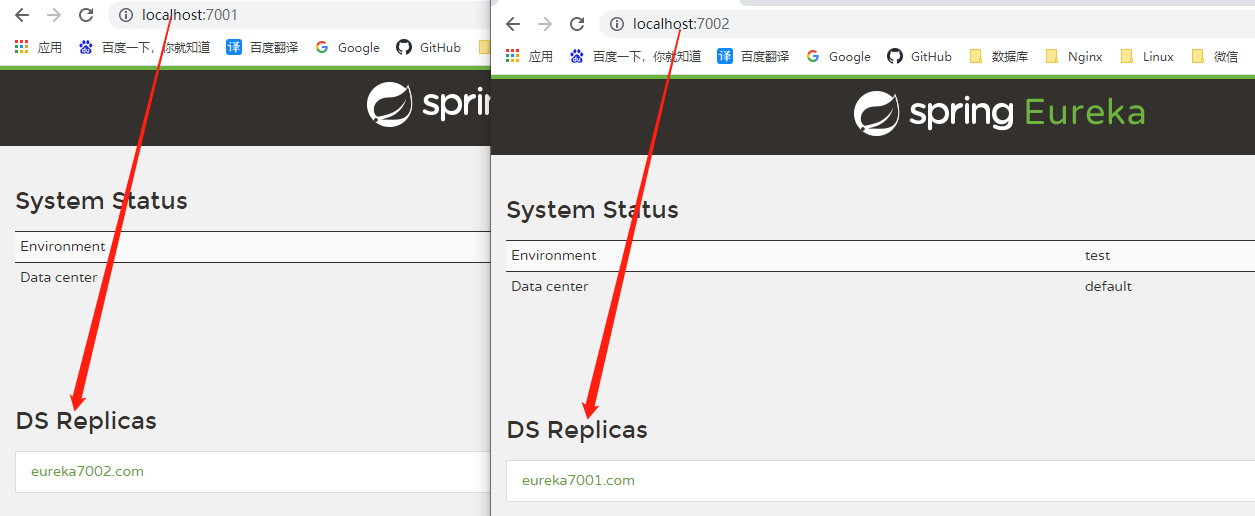 localhost:7001
应用 百度一下，你就知道 百度翻译 Google GitHub
System Status
Environment
Data center
DS Replicas
eureka7002.com
localhost:7002
应用 百度一下，你就知道 百度翻译 Google GitHub 数据库 Nginx Linux 微信
spring Eureka
System Status
Environment test
Data center default
DS Replicas
eureka7001.com